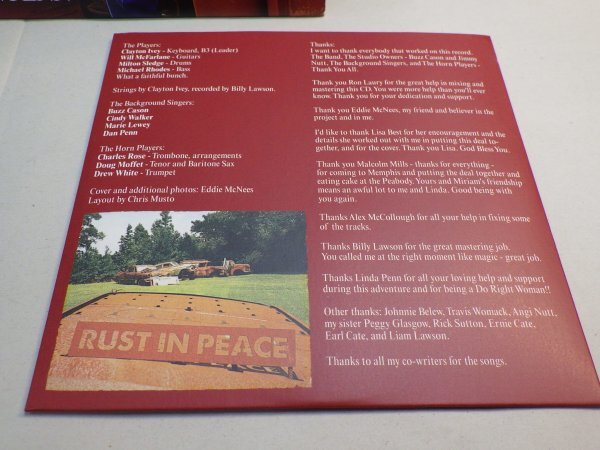 The Players:
Clayton Ivey - Keyboard, B3 (Leader)
Will McFarlane - Guitars
Milton Sledge - Drums
Michael Rhodes - Bass
What a faithful bunch.
Strings by Clayton Ivey, recorded by Billy Lawson.
The Background Singers:
Buzz Cason
Cindy Walker
Marie Lewey
Dan Penn
The Horn Players:
Charles Rose - Trombone, arrangements
Doug Moffet - Tenor and Baritone Sax
Drew White - Trumpet
Cover and additional photos: Eddie McNees
Layout by Chris Musto
RUST IN PEACE
Thanks:
I want to thank everybody that worked on this record.
The Band, The Studio Owners - Buzz Cason and Jimmy
Nutt, The Background Singers, and The Horn Players -
Thank You All.
Thank you Ron Laury for the great help in mixing and
mastering this CD. You were more help than you'll ever
know. Thank you for your dedication and support.
Thank you Eddie McNees, my friend and believer in the
project and in me.
I'd like to thank Lisa Best for her encouragement and the
details she worked out with me in putting this deal to-
gether, and for the cover. Thank you Lisa. God Bless You.
Thank you Malcolm Mills - thanks for everything -
for coming to Memphis and putting the deal together and
eating cake at the Peabody. Yours and Miriam's friendship
means an awful lot to me and Linda. Good being with
you again.
Thanks Alex McCollough for all your help in fixing some
of the tracks.
Thanks Billy Lawson for the great mastering job.
You called me at the right moment like magic - great job.
Thanks Linda Penn for all your loving help and support
during this adventure and for being a Do Right Woman!!
Other thanks: Johnnie Belew, Travis Womack, Angi Nutt,
my sister Peggy Glasgow, Rick Sutton, Ernie Cate,
Earl Cate, and Liam Lawson.
Thanks to all my co-writers for the songs.